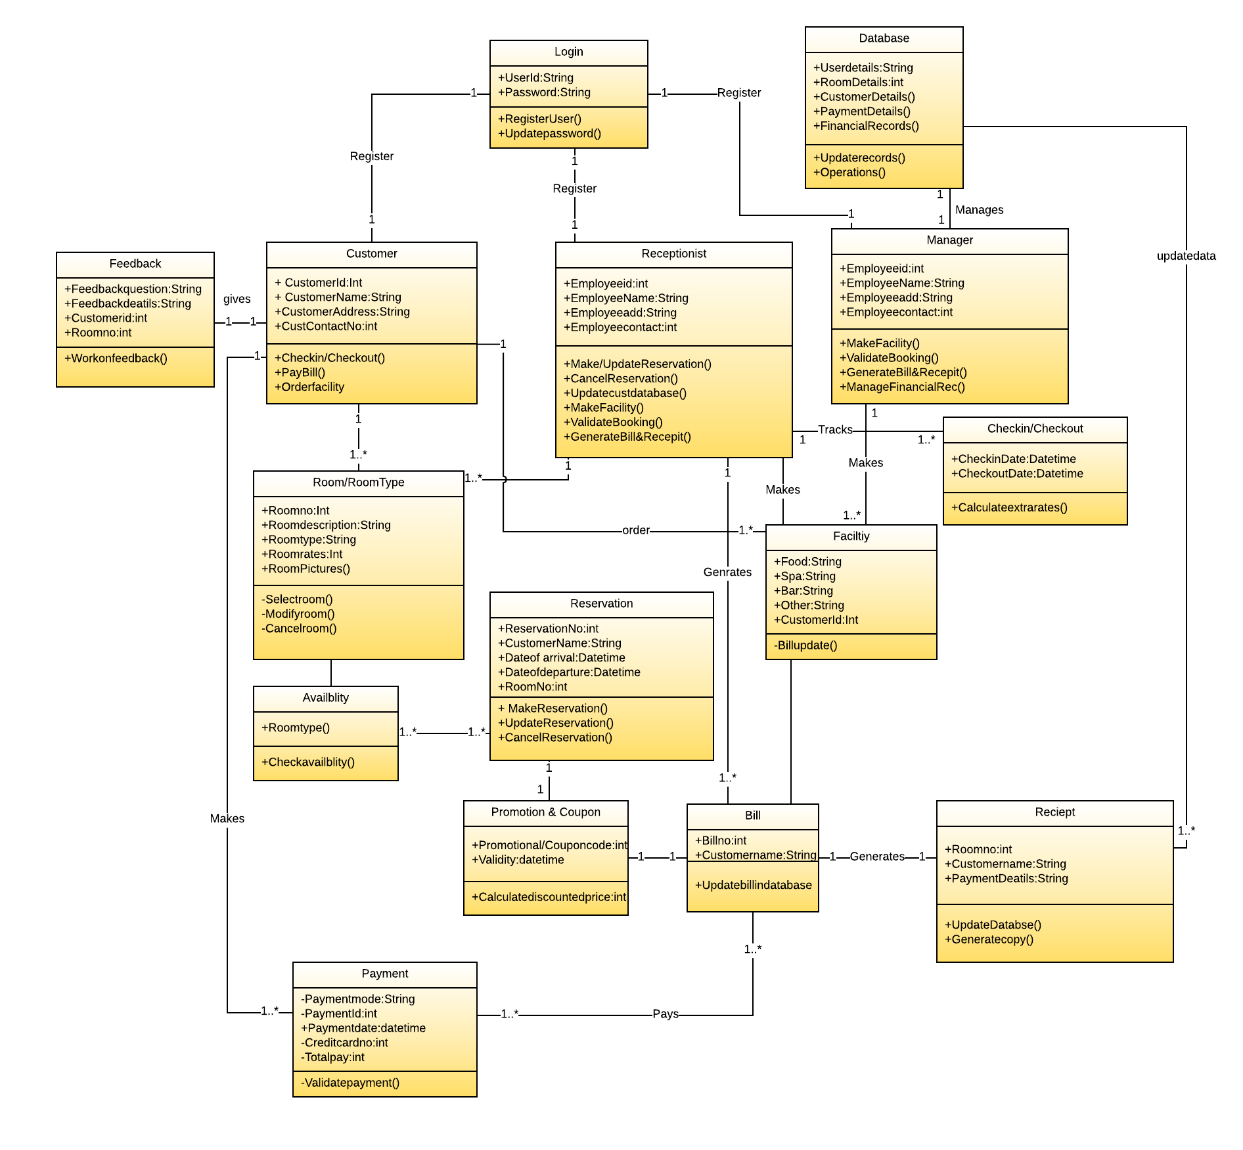 Login
+UserId:String
+Password:String
+RegisterUser()
+Updatepassword()
Database
+Userdetails:String
+RoomDetails:int
+CustomerDetails()
+PaymentDetails()
+FinancialRecords()
+Updaterecords()
+Operations()
1
1
Register
Register
1
Register
1
1
1
1
1
Manages
updatedata
Feedback
+Feedbackquestion:String
+Feedbackdeatils:String
+Customerid:int
+Roomno:int
+Workonfeedback()
gives
1
1
Customer
+ CustomerId:Int
+ CustomerName:String
+CustomerAddress:String
+CustContactNo:int
+Checkin/Checkout()
+PayBill()
+Orderfacility
Receptionist
+Employeeid:int
+EmployeeName:String
+Employeeadd:String
+Employeecontact:int
+Make/UpdateReservation()
+CancelReservation()
+Updatecustdatabase()
+MakeFacility()
+ValidateBooking()
+GenerateBill&Recepit()
Manager
+Employeeid:int
+EmployeeName:String
+Employeeadd:String
+Employeecontact:int
+MakeFacility()
+ValidateBooking()
+GenerateBill&Recepit()
+ManageFinancialRec()
1
1
1
1..*
1
Tracks
1
1..*
Makes
1..*
Checkin/Checkout
+CheckinDate:Datetime
+CheckoutDate:Datetime
+Calculateextrarates()
1..*
1
1
Makes
order
1.*
Room/RoomType
+Roomno:Int
+Roomdescription:String
+Roomtype:String
+Roomrates:Int
+RoomPictures()
-Selectroom()
-Modifyroom()
-Cancelroom()
Faciltiy
+Food:String
+Spa:String
+Bar:String
+Other:String
+CustomerId:Int
-Billupdate()
Genrates
Reservation
+ReservationNo:int
+CustomerName:String
+Dateof arrival:Datetime
+Dateofdeparture:Datetime
+RoomNo:int
+ MakeReservation()
+UpdateReservation()
+CancelReservation()
Availblity
+Roomtype()
+Checkavailblity()
1..*
1..*
1
1
1..*
Makes
Promotion & Coupon
+Promotional/Couponcode:int
+Validity:datetime
+Calculatediscountedprice:int
1
1
Bill
+Billno:int
+Customername:String
+Updatebillindatabase
1
Generates
1
Reciept
+Roomno:int
+Customername:String
+PaymentDeatils:String
+UpdateDatabse()
+Generatecopy()
1..*
1..*
Payment
-Paymentmode:String
-PaymentId:int
+Paymentdate:datetime
-Creditcardno:int
-Totalpay:int
-Validatepayment()
1..*
1..*
Pays